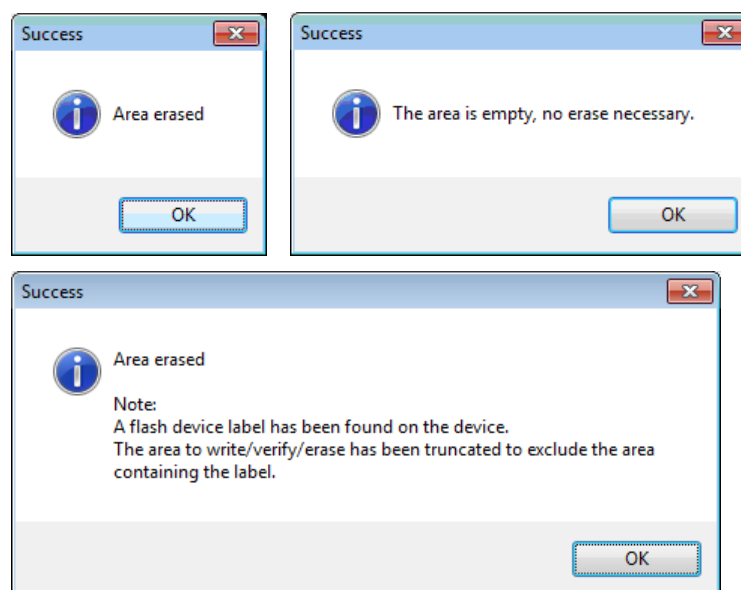 Success
Area erased
OK
Success
The area is empty, no erase necessary.
OK
Success
Area erased
Note:
A flash device label has been found on the device.
The area to write/verify/erase has been truncated to exclude the area
containing the label.
OK